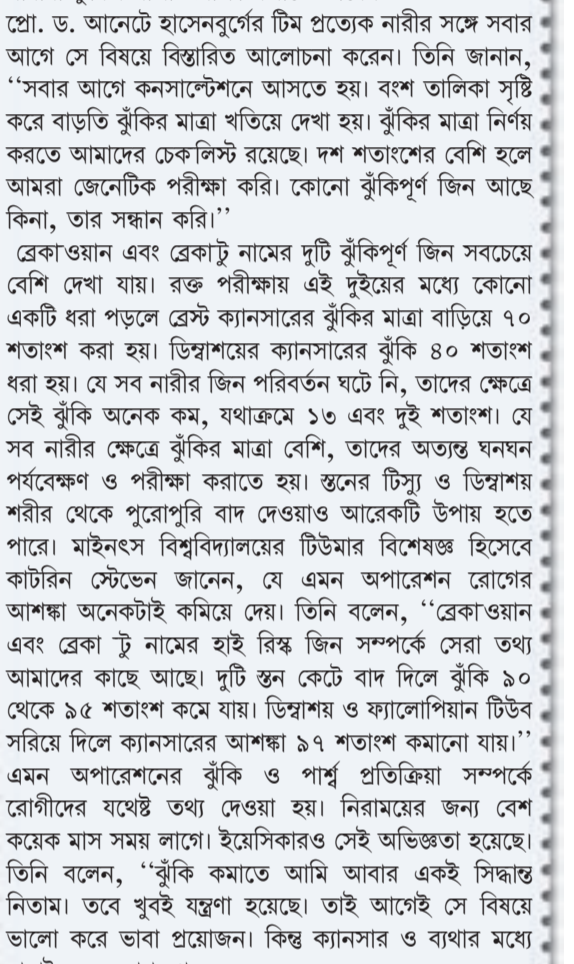 প্রো. ড. আনেটে হাসেনবুর্গের টিম প্রত্যেক নারীর সঙ্গে সবার
আগে সে বিষয়ে বিস্তারিত আলোচনা করেন। তিনি জানান,
‘‘সবার আগে কনসাল্টেশনে আসতে হয়। বংশ তালিকা সৃষ্টি
করে বাড়তি ঝুঁকির মাত্রা খতিয়ে দেখা হয়। ঝুঁকির মাত্রা নির্ণয়
করতে আমাদের চেকলিস্ট রয়েছে। দশ শতাংশের বেশি হলে
আমরা জেনেটিক পরীক্ষা করি। কোনো ঝুঁকিপূর্ণ জিন আছে
কিনা, তার সন্ধান করি।’’
ব্রেকাওয়ান এবং ব্রেকাটু নামের দুটি ঝুঁকিপূর্ণ জিন সবচেয়ে
বেশি দেখা যায়। রক্ত পরীক্ষায় এই দুইয়ের মধ্যে কোনো
একটি ধরা পড়লে ব্রেস্ট ক্যানসারের ঝুঁকির মাত্রা বাড়িয়ে ৭০
শতাংশ করা হয়। ডিম্বাশয়ের ক্যানসারের ঝুঁকি ৪০ শতাংশ
ধরা হয়। যে সব নারীর জিন পরিবর্তন ঘটে নি, তাদের ক্ষেত্রে
সেই ঝুঁকি অনেক কম, যথাক্রমে ১৩ এবং দুই শতাংশ। যে
সব নারীর ক্ষেত্রে ঝুঁকির মাত্রা বেশি, তাদের অত্যন্ত ঘনঘন
পর্যবেক্ষণ ও পরীক্ষা করাতে হয়। স্তনের টিস্যু ও ডিম্বাশয়
শরীর থেকে পুরোপুরি বাদ দেওয়াও আরেকটি উপায় হতে
পারে। মাইনৎস বিশ্ববিদ্যালয়ের টিউমার বিশেষজ্ঞ হিসেবে
কাটরিন স্টেভেন জানেন, যে এমন অপারেশন রোগের
আশঙ্কা অনেকটাই কমিয়ে দেয়। তিনি বলেন, ‘‘ব্রেকাওয়ান
এবং ব্রেকা টু নামের হাই রিস্ক জিন সম্পর্কে সেরা তথ্য
আমাদের কাছে আছে। দুটি স্তন কেটে বাদ দিলে ঝুঁকি ৯০
থেকে ৯৫ শতাংশ কমে যায়। ডিম্বাশয় ও ফ্যালোপিয়ান টিউব
সরিয়ে দিলে ক্যানসারের আশঙ্কা ৯৭ শতাংশ কমানো যায়।’’
এমন অপারেশনের ঝুঁকি ও পার্শ্ব প্রতিক্রিয়া সম্পর্কে
রোগীদের যথেষ্ট তথ্য দেওয়া হয়। নিরাময়ের জন্য বেশ
কয়েক মাস সময় লাগে। ইয়েসিকারও সেই অভিজ্ঞতা হয়েছে।
তিনি বলেন, ‘‘ঝুঁকি কমাতে আমি আবার একই সিদ্ধান্ত
নিতাম। তবে খুবই যন্ত্রণা হয়েছে। তাই আগেই সে বিষয়ে
ভালো করে ভাবা প্রয়োজন। কিন্তু ক্যানসার ও ব্যথার মধ্যে